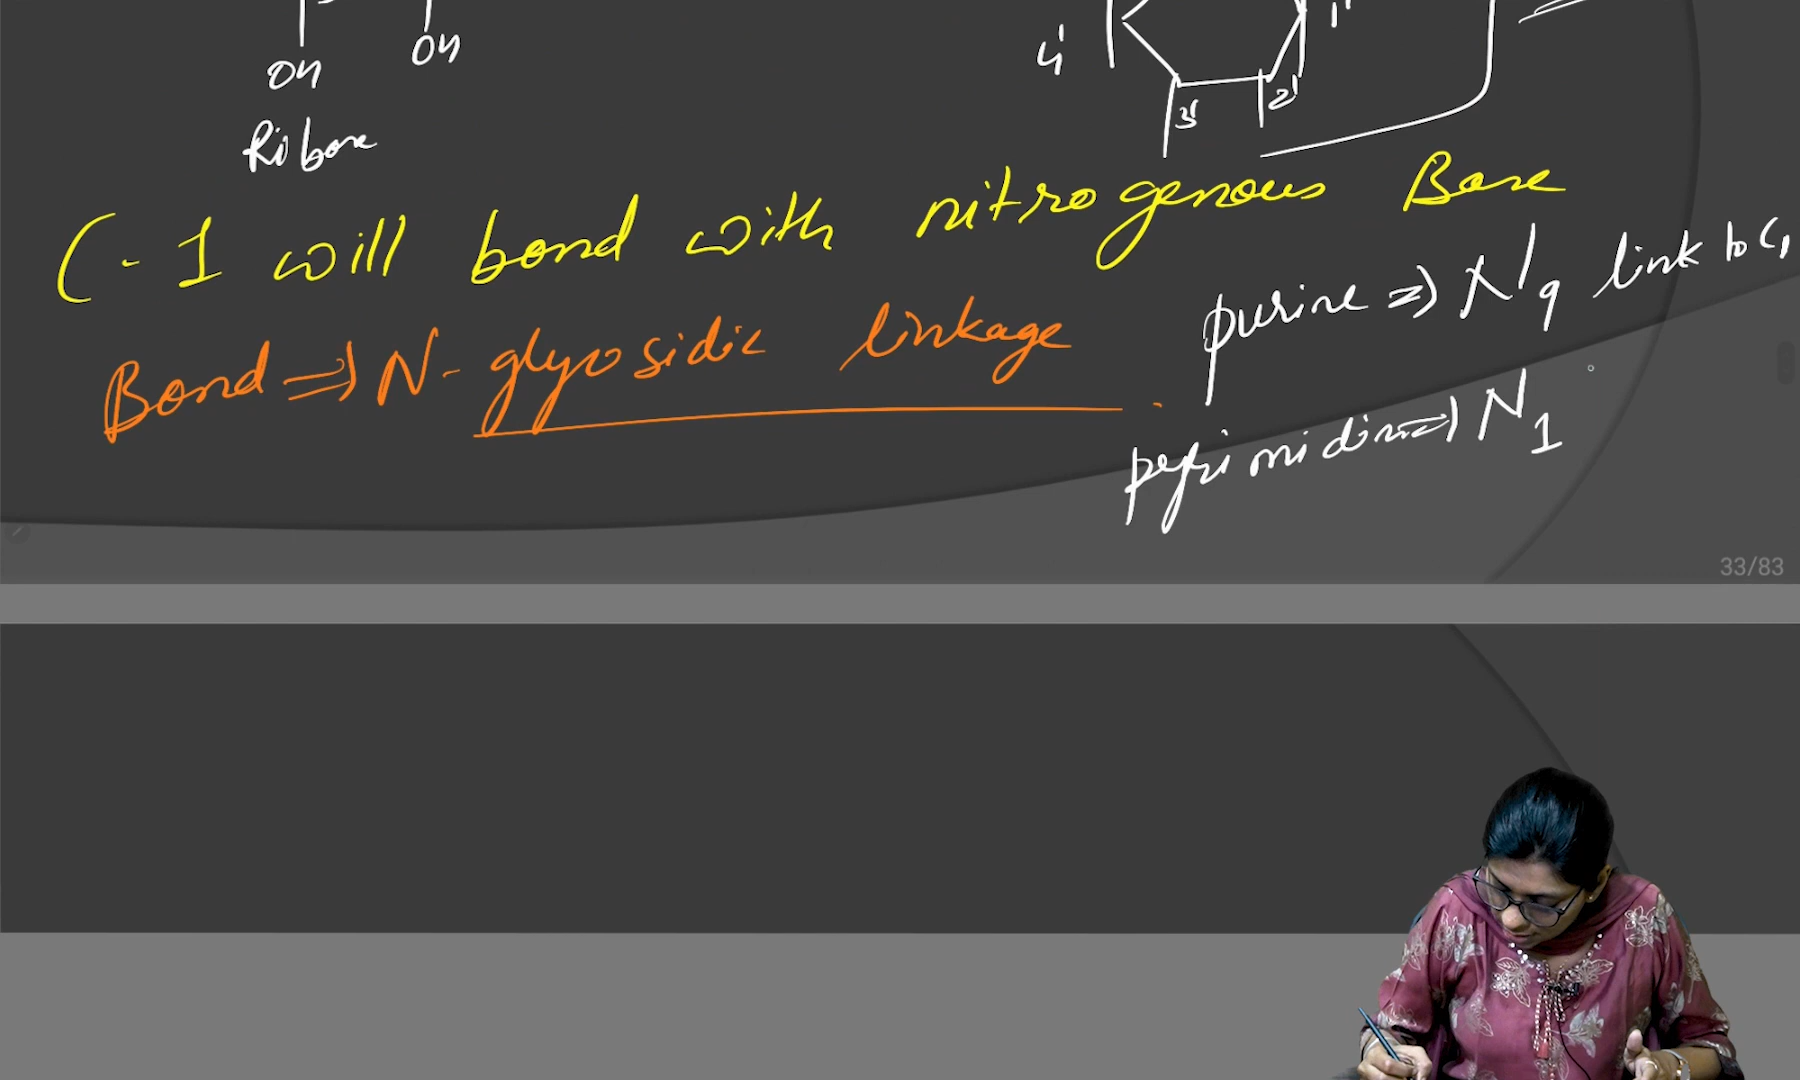 OH
OH
Ribose
4' 3' 2' 1'
C-1 will bond with nitrogenous Base
Bond => N-glycosidic linkage
purine => N9 link to C1
pyrimidine => N1
33/83